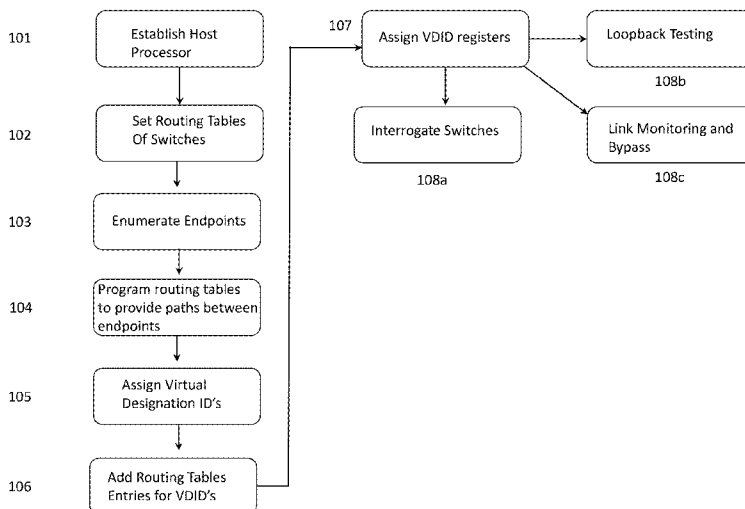 101
Establish Host
Processor
102
Set Routing Tables
Of Switches
103
Enumerate Endpoints
104
Program routing tables
to provide paths between
endpoints
105
Assign Virtual
Designation ID's
106
Add Routing Tables
Entries for VDID's
107
Assign VDID registers
Loopback Testing
108b
Interrogate Switches
108a
Link Monitoring and
Bypass
108c